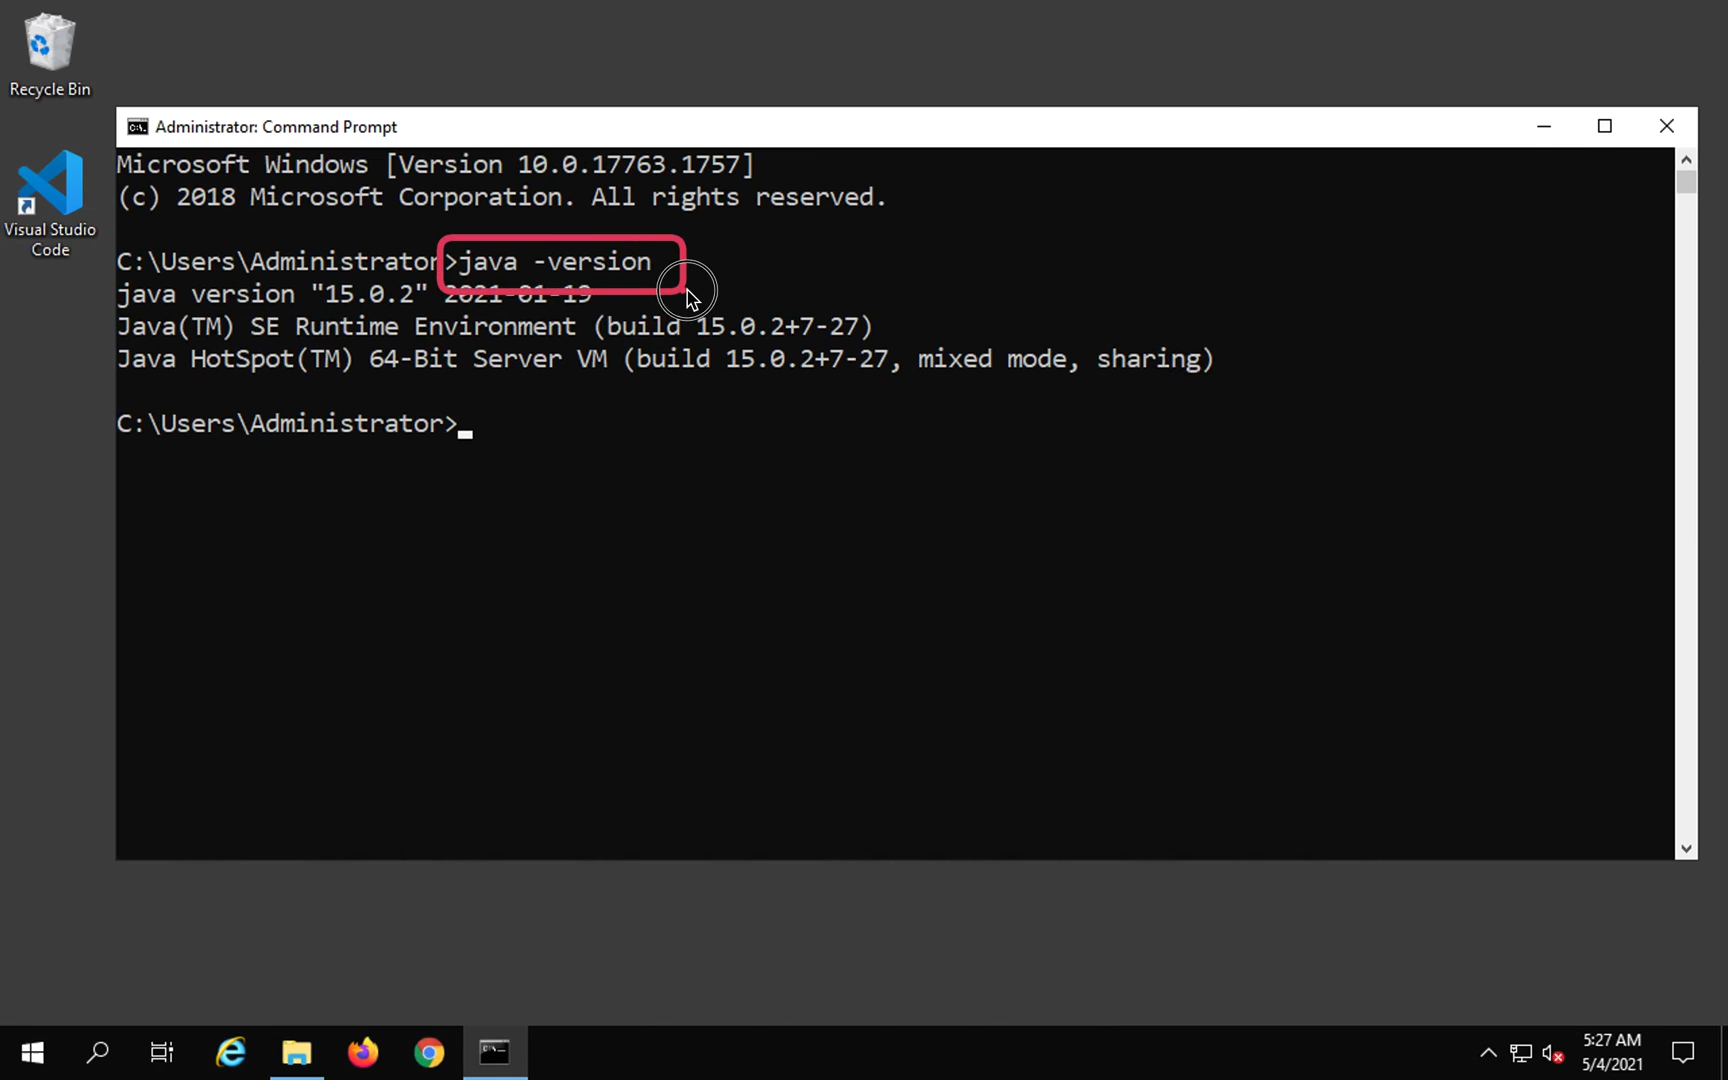 Recycle Bin
Visual Studio
Code
Administrator: Command Prompt
Microsoft Windows [Version 10.0.17763.1757]
(c) 2018 Microsoft Corporation. All rights reserved.
C:\Users\Administrator>java -version
java version "15.0.2" 2021-01-19
Java(TM) SE Runtime Environment (build 15.0.2+7-27)
Java HotSpot(TM) 64-Bit Server VM (build 15.0.2+7-27, mixed mode, sharing)
C:\Users\Administrator>
5:27 AM
5/4/2021